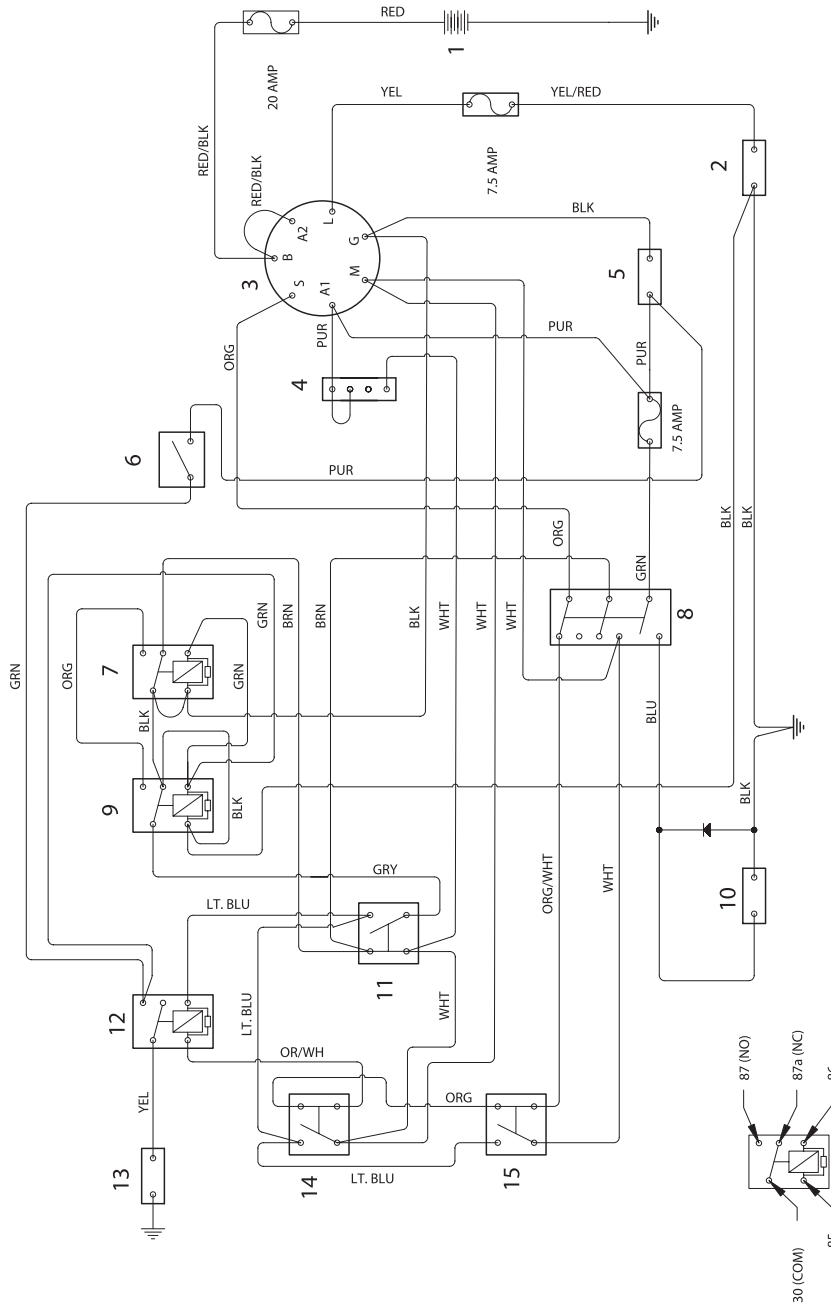 RED
1
20 AMP
RED/BLK
RED/BLK
YEL
YEL/RED
7.5 AMP
2
3
B
A2
L
S
A1
M
G
BLK
5
ORG
PUR
4
PUR
PUR
7.5 AMP
6
PUR
BLK
BLK
ORG
GRN
8
GRN
ORG
7
BLK
GRN
GRN
BRN
BRN
BLK
WHT
WHT
WHT
BLU
9
BLK
BLK
GRY
LT. BLU
11
ORG/WHT
WHT
10
12
LT. BLU
WHT
OR/WH
YEL
ORG
13
14
LT. BLU
15
87 (NO)
87a (NC)
30 (COM)